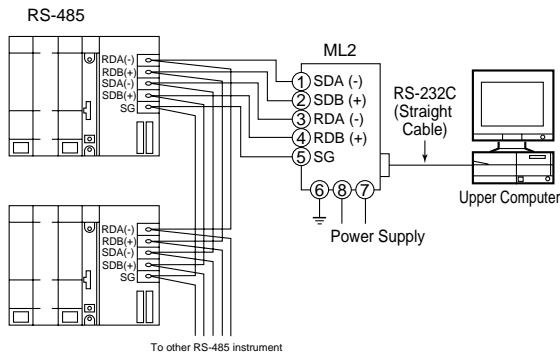 RS-485
RDA(-)
RDB(+)
SDA(-)
SDB(+)
SG
ML2
1 SDA (-)
2 SDB (+)
3 RDA (-)
4 RDB (+)
5 SG
6 8 7
Power Supply
RS-232C
(Straight
Cable)
Upper Computer
RDA(-)
RDB(+)
SDA(-)
SDB(+)
SG
To other RS-485 instrument